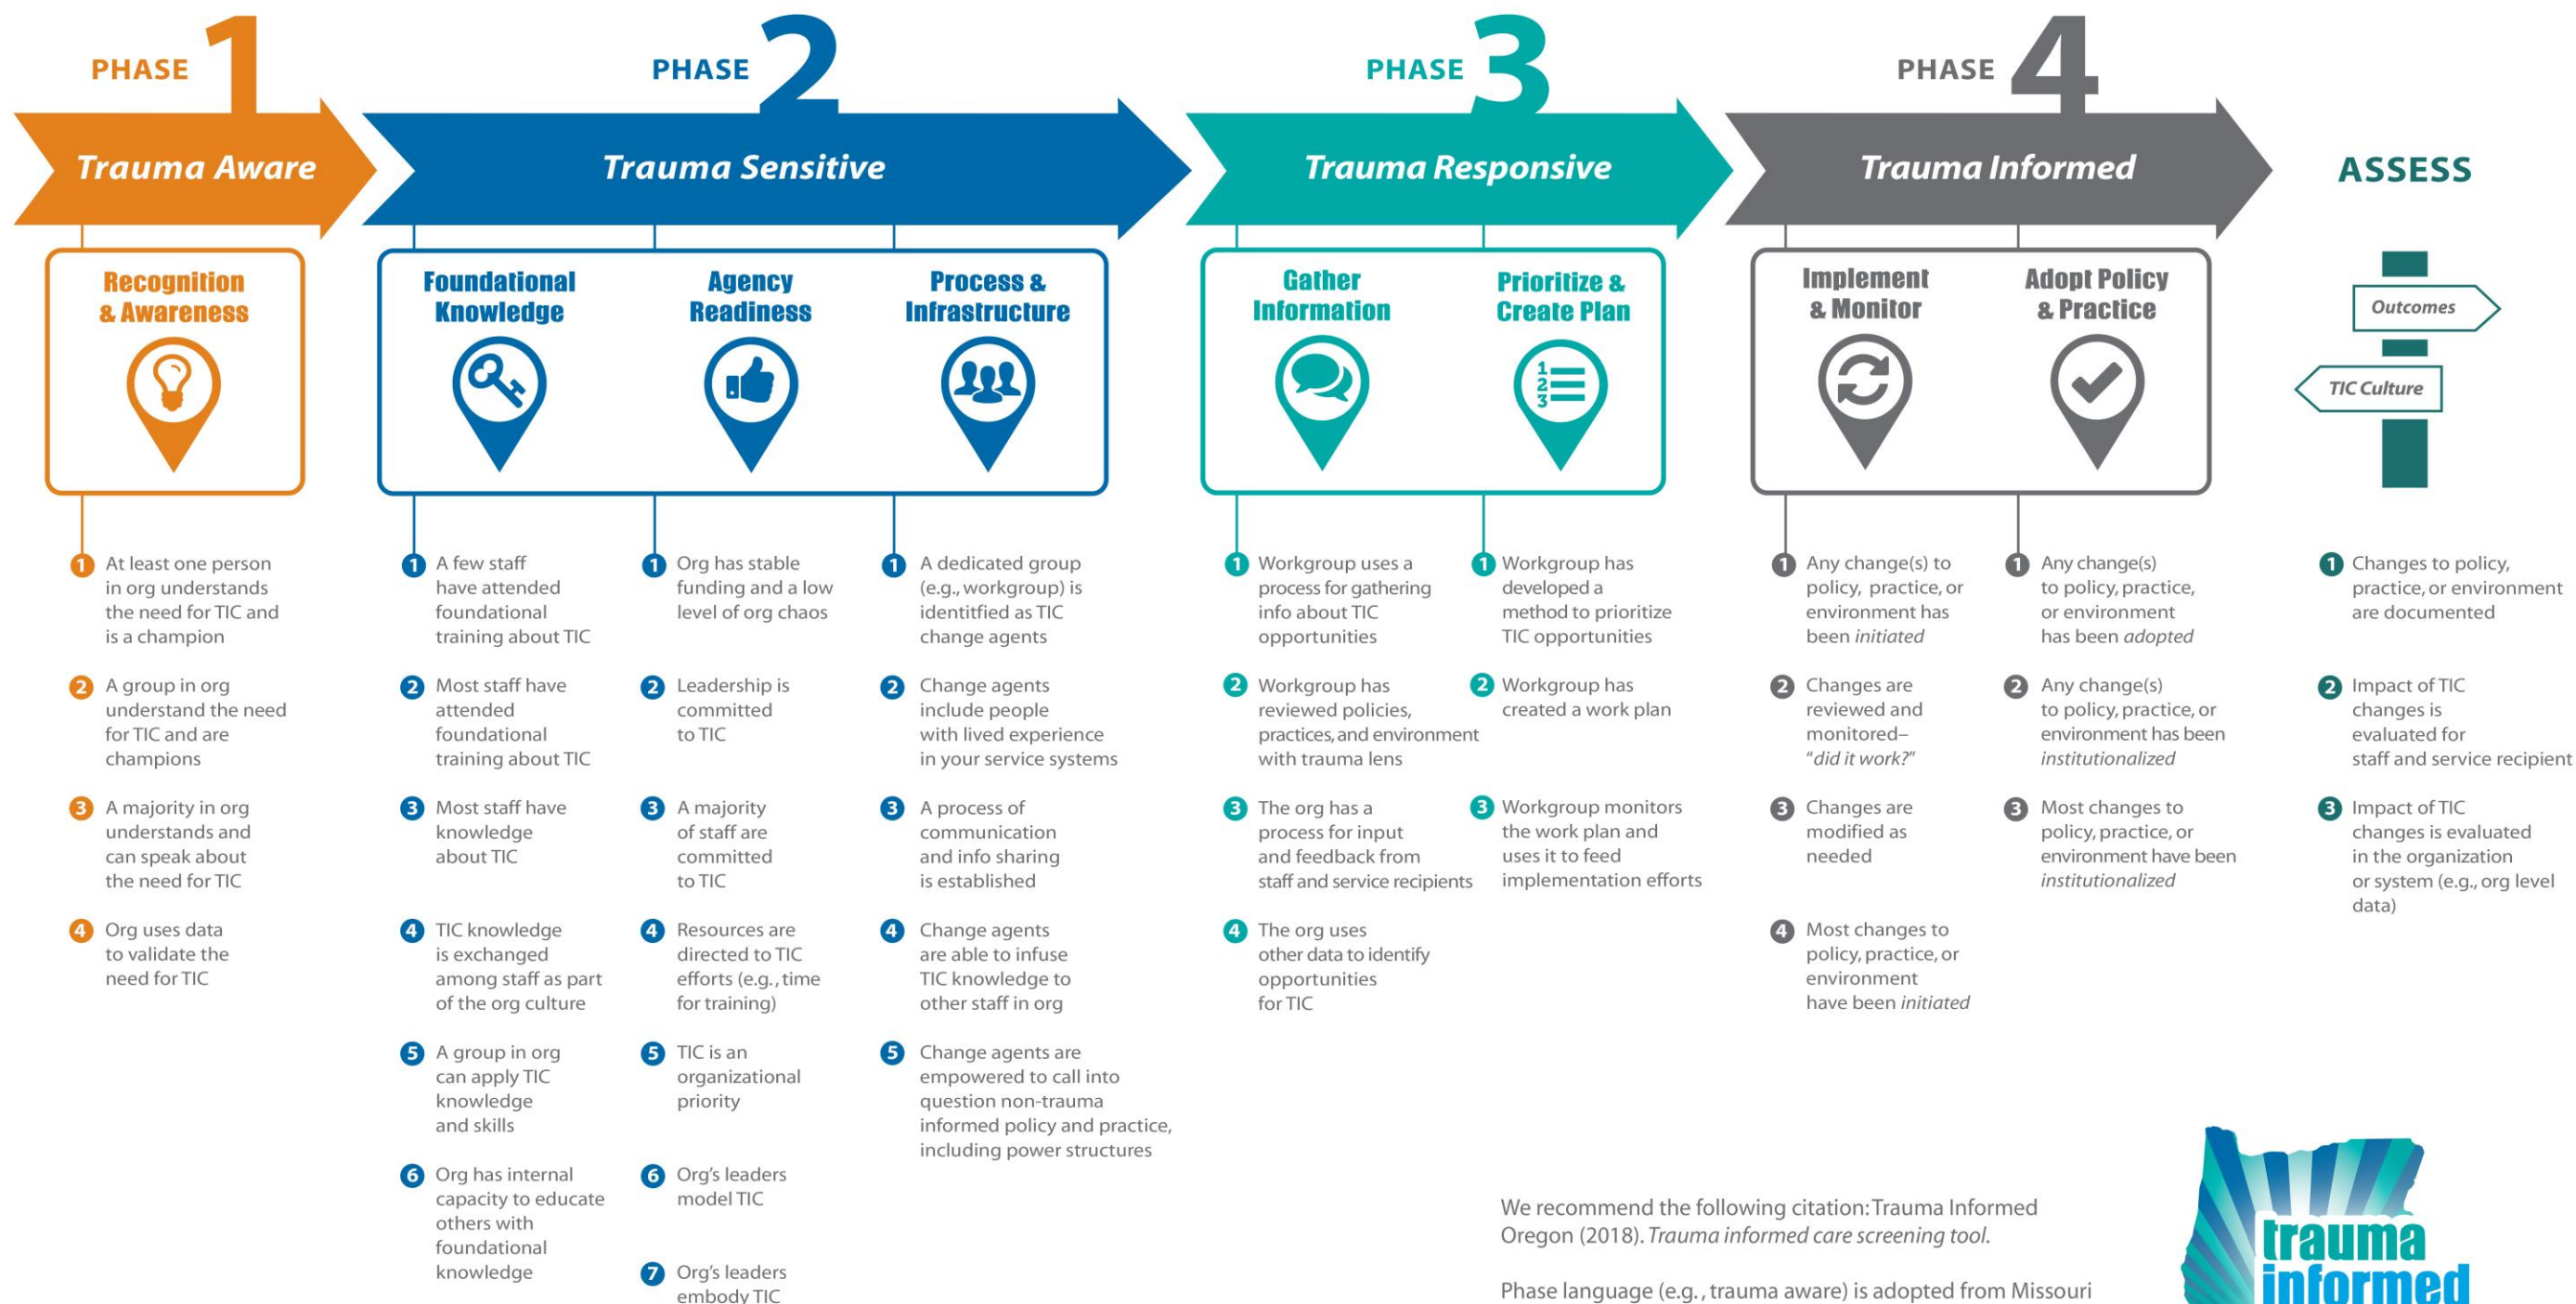 PHASE 1
PHASE 2
PHASE 3
PHASE 4
Trauma Aware
Trauma Sensitive
Trauma Responsive
Trauma Informed
ASSESS
Recognition
& Awareness
Foundational
Knowledge
Agency
Readiness
Process &
Infrastructure
Gather
Information
Prioritize &
Create Plan
1
2
3
Implement
& Monitor
Adopt Policy
& Practice
Outcomes
TIC Culture
1 At least one person
in org understands
the need for TIC and
is a champion
2 A group in org
understand the need
for TIC and are
champions
3 A majority in org
understands and
can speak about
the need for TIC
4 Org uses data
to validate the
need for TIC
1 A few staff
have attended
foundational
training about TIC
2 Most staff have
attended
foundational
training about TIC
3 Most staff have
knowledge
about TIC
4 TIC knowledge
is exchanged
among staff as part
of the org culture
5 A group in org
can apply TIC
knowledge
and skills
6 Org has internal
capacity to educate
others with
foundational
knowledge
1 Org has stable
funding and a low
level of org chaos
2 Leadership is
committed
to TIC
3 A majority
of staff are
committed
to TIC
4 Resources are
directed to TIC
efforts (e.g., time
for training)
5 TIC is an
organizational
priority
6 Org's leaders
model TIC
7 Org's leaders
embody TIC
1 A dedicated group
(e.g., workgroup) is
identitfied as TIC
change agents
2 Change agents
include people
with lived experience
in your service systems
3 A process of
communication
and info sharing
is established
4 Change agents
are able to infuse
TIC knowledge to
other staff in org
5 Change agents are
empowered to call into
question non-trauma
informed policy and practice,
including power structures
1 Workgroup uses a
process for gathering
info about TIC
opportunities
2 Workgroup has
reviewed policies,
practices, and environment
with trauma lens
3 The org has a
process for input
and feedback from
staff and service recipients
4 The org uses
other data to identify
opportunities
for TIC
1 Workgroup has
developed a
method to prioritize
TIC opportunities
2 Workgroup has
created a work plan
3 Workgroup monitors
the work plan and
uses it to feed
implementation efforts
1 Any change(s) to
policy, practice, or
environment has
been initiated
2 Changes are
reviewed and
monitored–
"did it work?"
3 Changes are
modified as
needed
4 Most changes to
policy, practice, or
environment
have been initiated
1 Any change(s)
to policy, practice,
or environment
has been adopted
2 Any change(s)
to policy, practice, or
environment has been
institutionalized
3 Most changes to
policy, practice, or
environment have been
institutionalized
1 Changes to policy,
practice, or environment
are documented
2 Impact of TIC
changes is
evaluated for
staff and service recipient
3 Impact of TIC
changes is evaluated
in the organization
or system (e.g., org level
data)
We recommend the following citation: Trauma Informed
Oregon (2018). Trauma informed care screening tool.
Phase language (e.g., trauma aware) is adopted from Missouri
trauma
informed